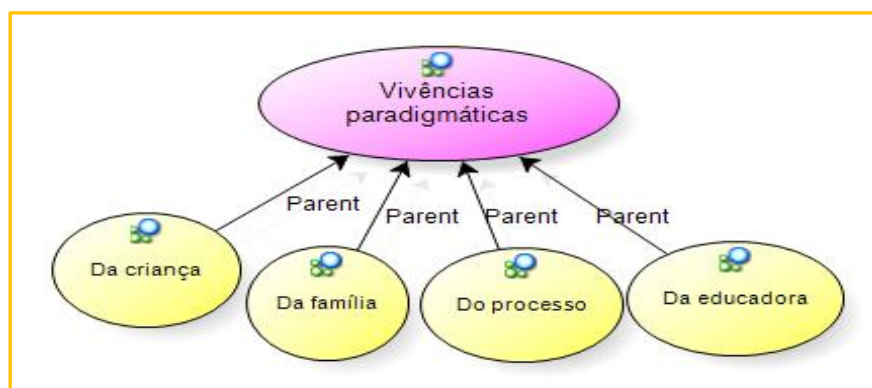 Vivências
paradigmáticas
Parent
Parent
Parent
Parent
Da criança
Da família
Do processo
Da educadora